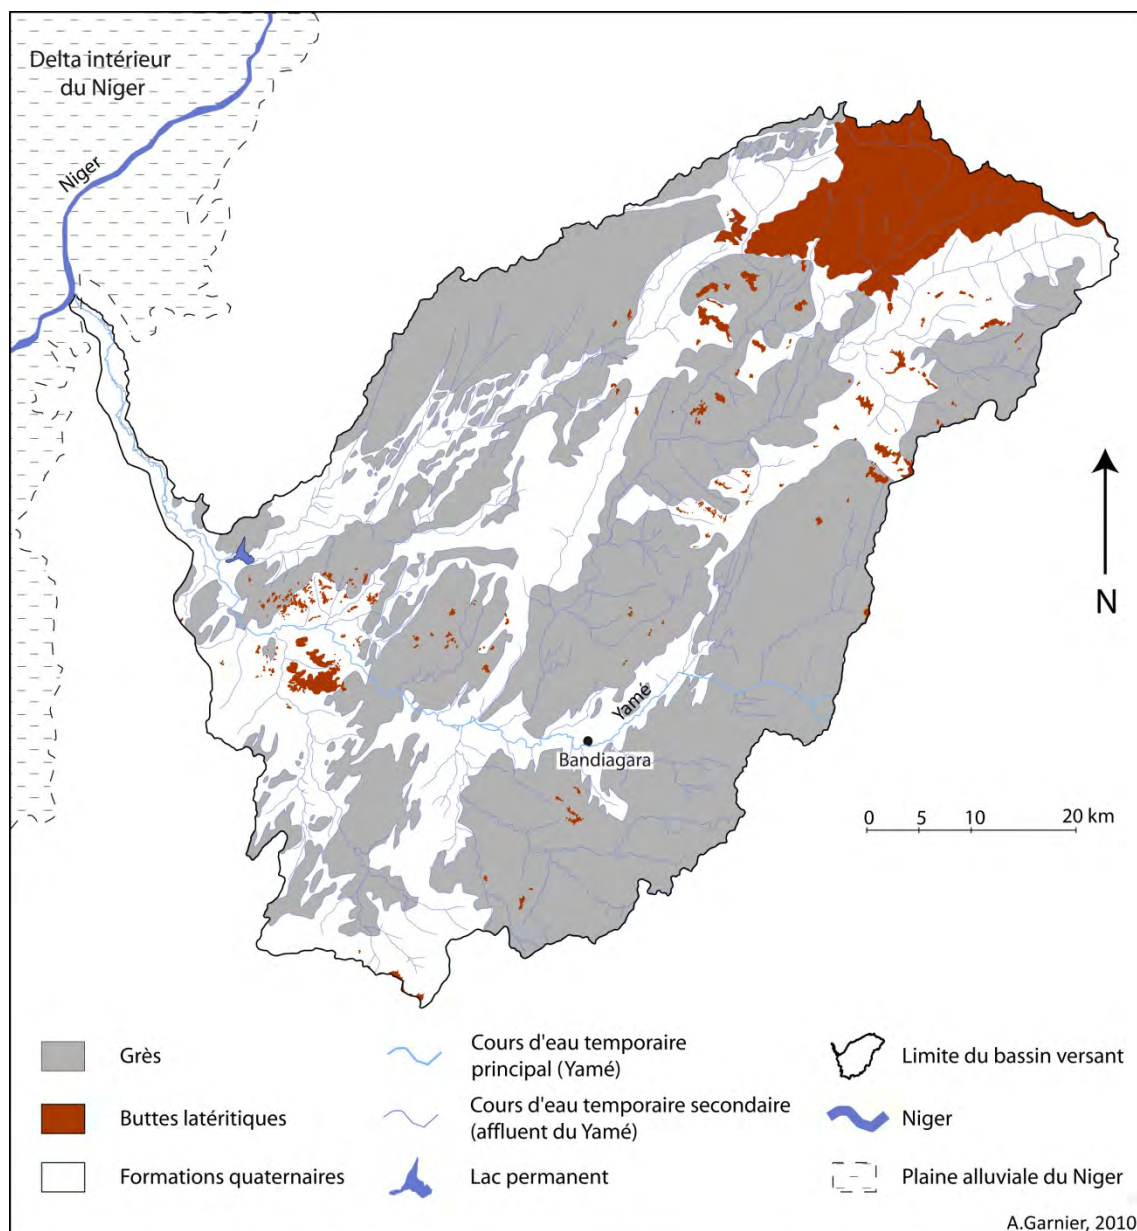 Delta intérieur
du Niger
Niger
N
Yamé
Bandiagara
0 5 10 20 km
Grès
Buttes latéritiques
Formations quaternaires
Cours d'eau temporaire
principal (Yamé)
Cours d'eau temporaire secondaire
(affluent du Yamé)
Lac permanent
Limite du bassin versant
Niger
Plaine alluviale du Niger
A.Garnier, 2010